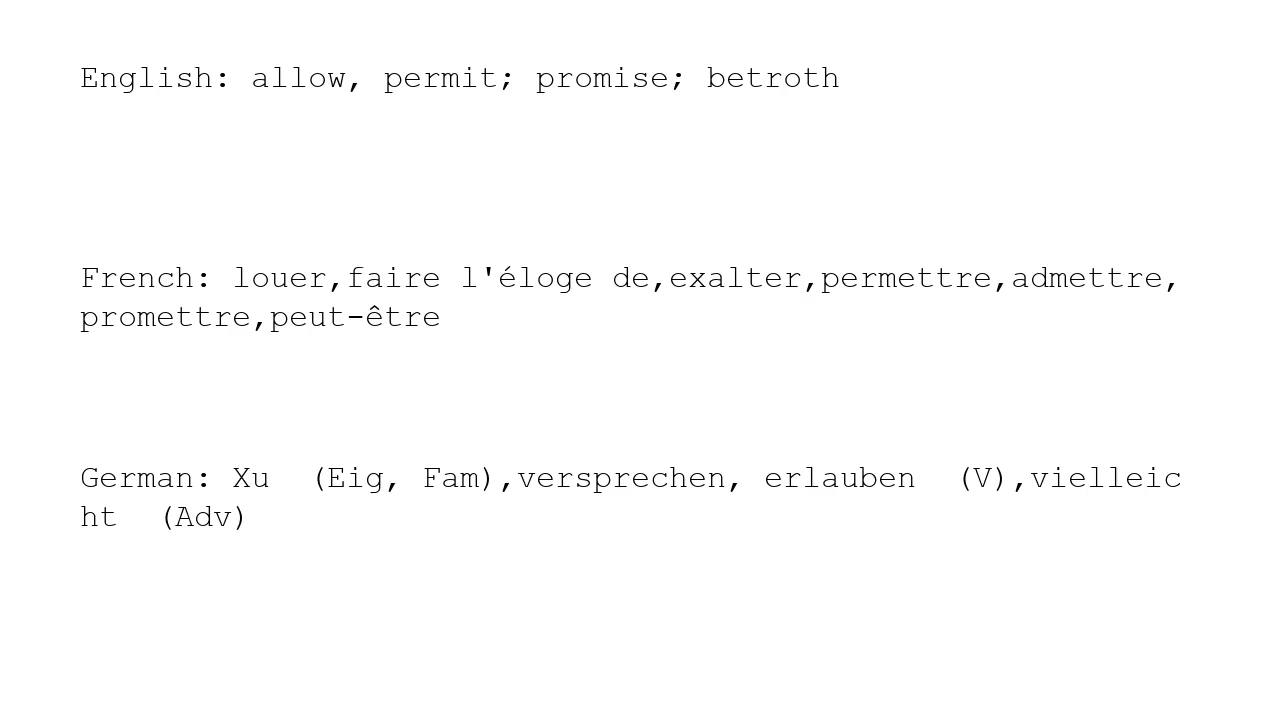 English: allow, permit; promise; betroth
French: louer,faire l'éloge de,exalter,permettre,admettre,
promettre,peut-être
German: Xu  (Eig, Fam),versprechen, erlauben  (V),vielleic
ht  (Adv)